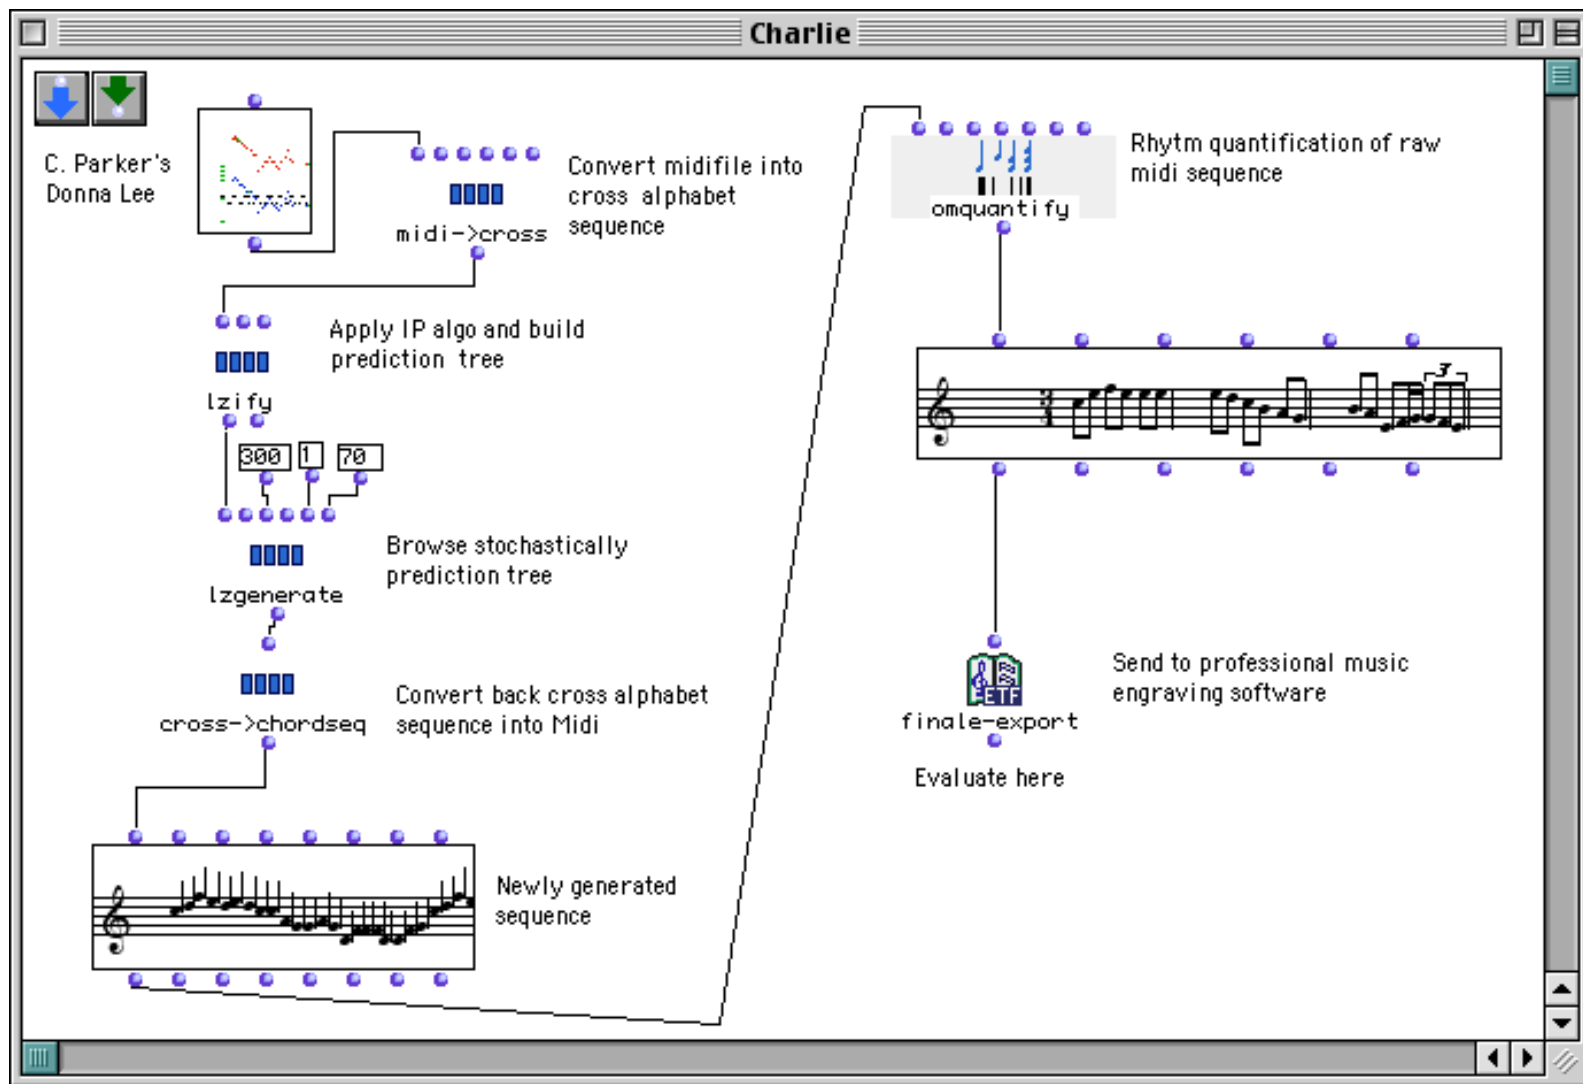 Charlie
C. Parker's
Donna Lee
Convert midifile into
cross alphabet
sequence
midi->cross
Apply IP algo and build
prediction tree
lzify
300
1
70
Browse stochastically
prediction tree
lzgenerate
Convert back cross alphabet
sequence into Midi
cross->chordseq
Newly generated
sequence
Rhytm quantification of raw
midi sequence
omquantify
3
4
3
ETF
Send to professional music
engraving software
finale-export
Evaluate here